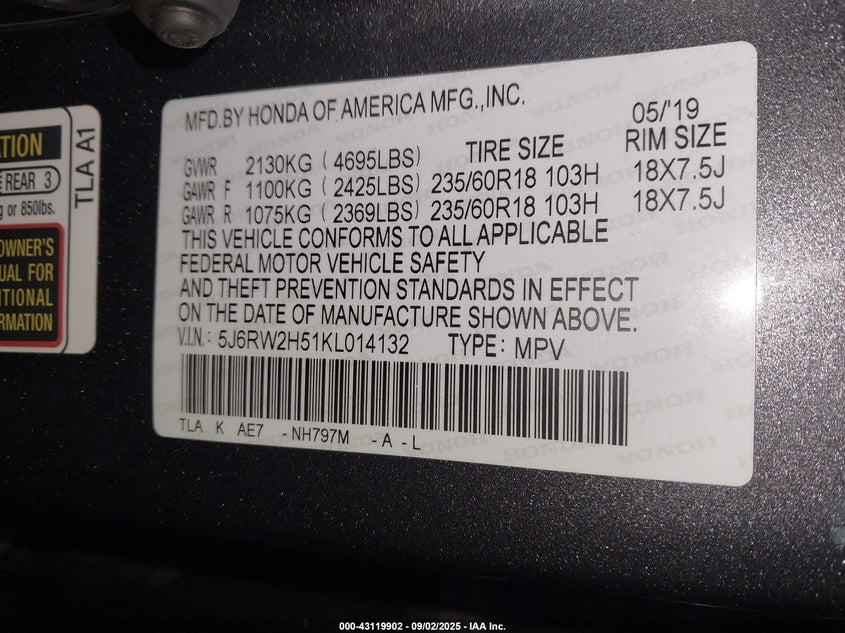 MFD.BY HONDA OF AMERICA MFG.,INC.
05/'19
TIRE SIZE RIM SIZE
GVWR 2130KG ( 4695LBS)
GAWR F 1100KG ( 2425LBS) 235/60R18 103H 18X7.5J
GAWR R 1075KG ( 2369LBS) 235/60R18 103H 18X7.5J
THIS VEHICLE CONFORMS TO ALL APPLICABLE
FEDERAL MOTOR VEHICLE SAFETY
AND THEFT PREVENTION STANDARDS IN EFFECT
ON THE DATE OF MANUFACTURE SHOWN ABOVE.
V.I.N.: 5J6RW2H51KL014132 TYPE: MPV
TLA K AE7 -NH797M -A-L
TLA A1
REAR 3
or 850lbs.
OWNER'S
FOR
000-43119902 - 09/02/2025 - IAA Inc.